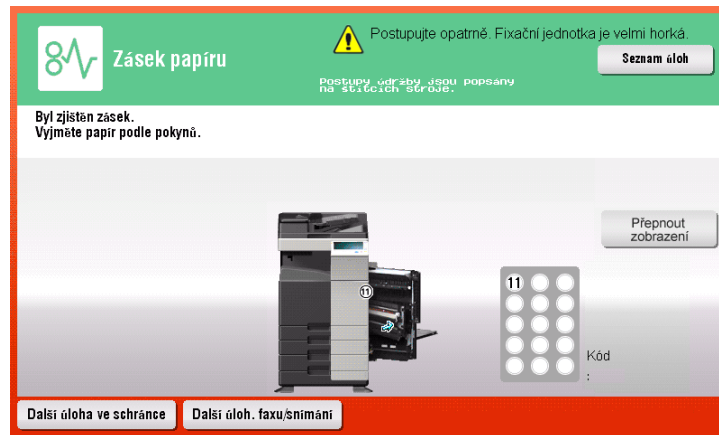 Postupujte opatrně. Fixační jednotka je velmi horká.
Zásek papíru
Seznam úloh
Postupy údržby jsou popsány
na štítcích stroje.
Byl zjištěn zásek.
Vyjměte papír podle pokynů.
Přepnout
zobrazení
11
11
Kód
:
Další úloha ve schránce
Další úloh. faxu/snímání